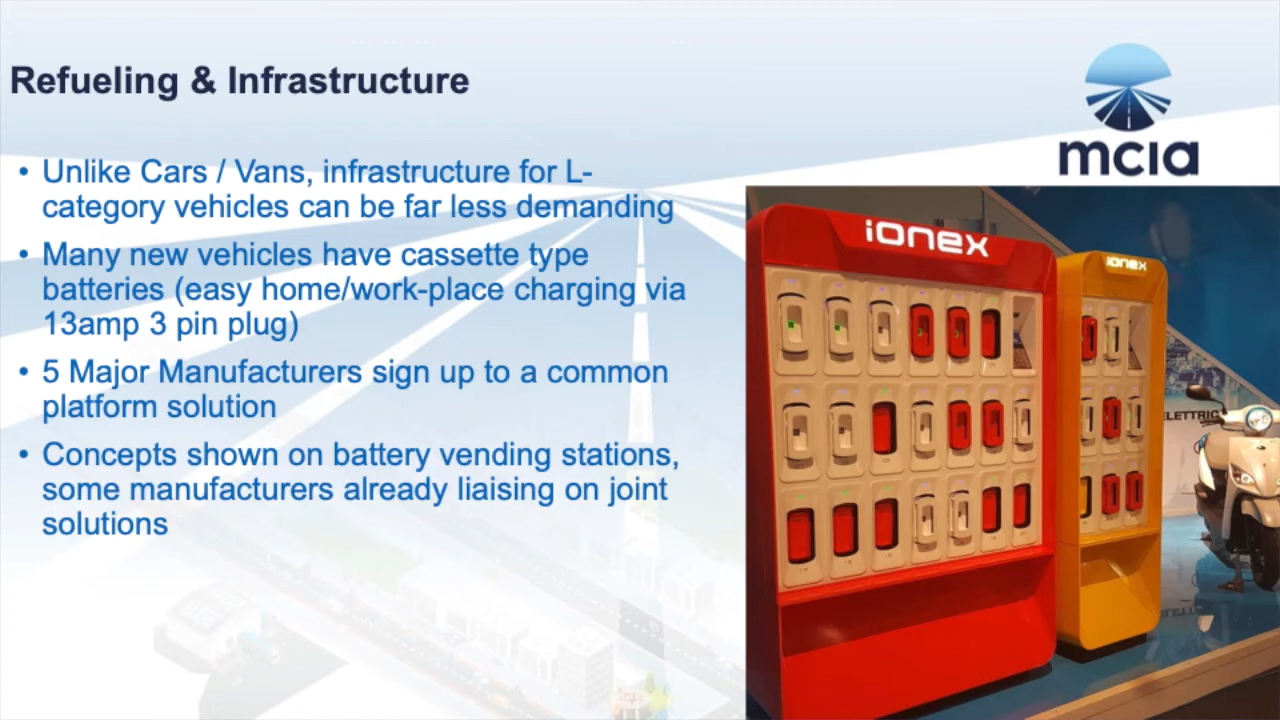 Refueling & Infrastructure
mcia
• Unlike Cars / Vans, infrastructure for L-
category vehicles can be far less demanding
• Many new vehicles have cassette type
batteries (easy home/work-place charging via
13amp 3 pin plug)
• 5 Major Manufacturers sign up to a common
platform solution
• Concepts shown on battery vending stations,
some manufacturers already liaising on joint
solutions
ionex
ionex
ELETTRIC